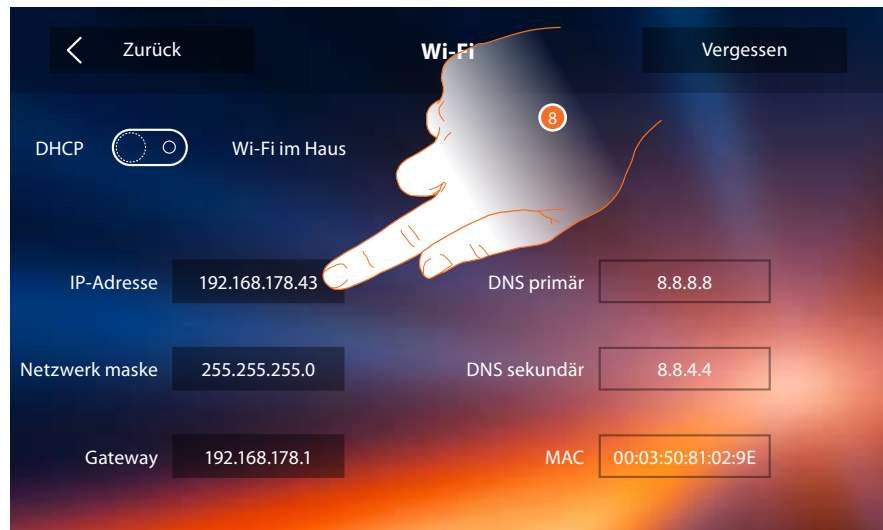 Zurück
Wi-Fi
Vergessen
8
DHCP
Wi-Fi im Haus
IP-Adresse
192.168.178.43
DNS primär
8.8.8.8
Netzwerk maske
255.255.255.0
DNS sekundär
8.8.4.4
Gateway
192.168.178.1
MAC
00:03:50:81:02:9E